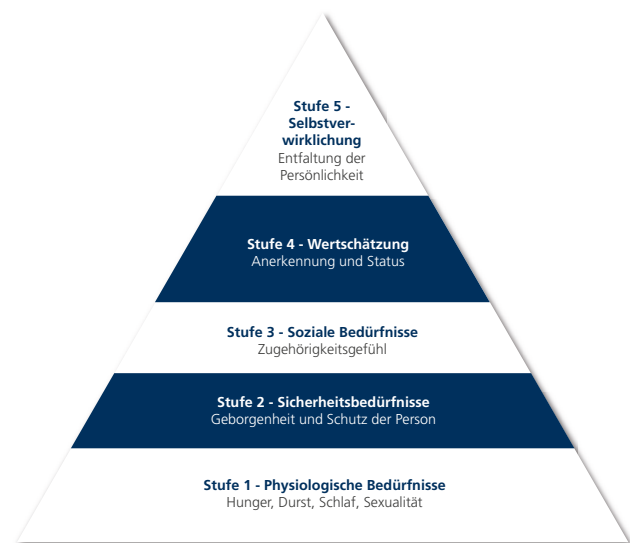 Stufe 5 -
Selbstver-
wirklichung
Entfaltung der
Persönlichkeit
Stufe 4 - Wertschätzung
Anerkennung und Status
Stufe 3 - Soziale Bedürfnisse
Zugehörigkeitsgefühl
Stufe 2 - Sicherheitsbedürfnisse
Geborgenheit und Schutz der Person
Stufe 1 - Physiologische Bedürfnisse
Hunger, Durst, Schlaf, Sexualität